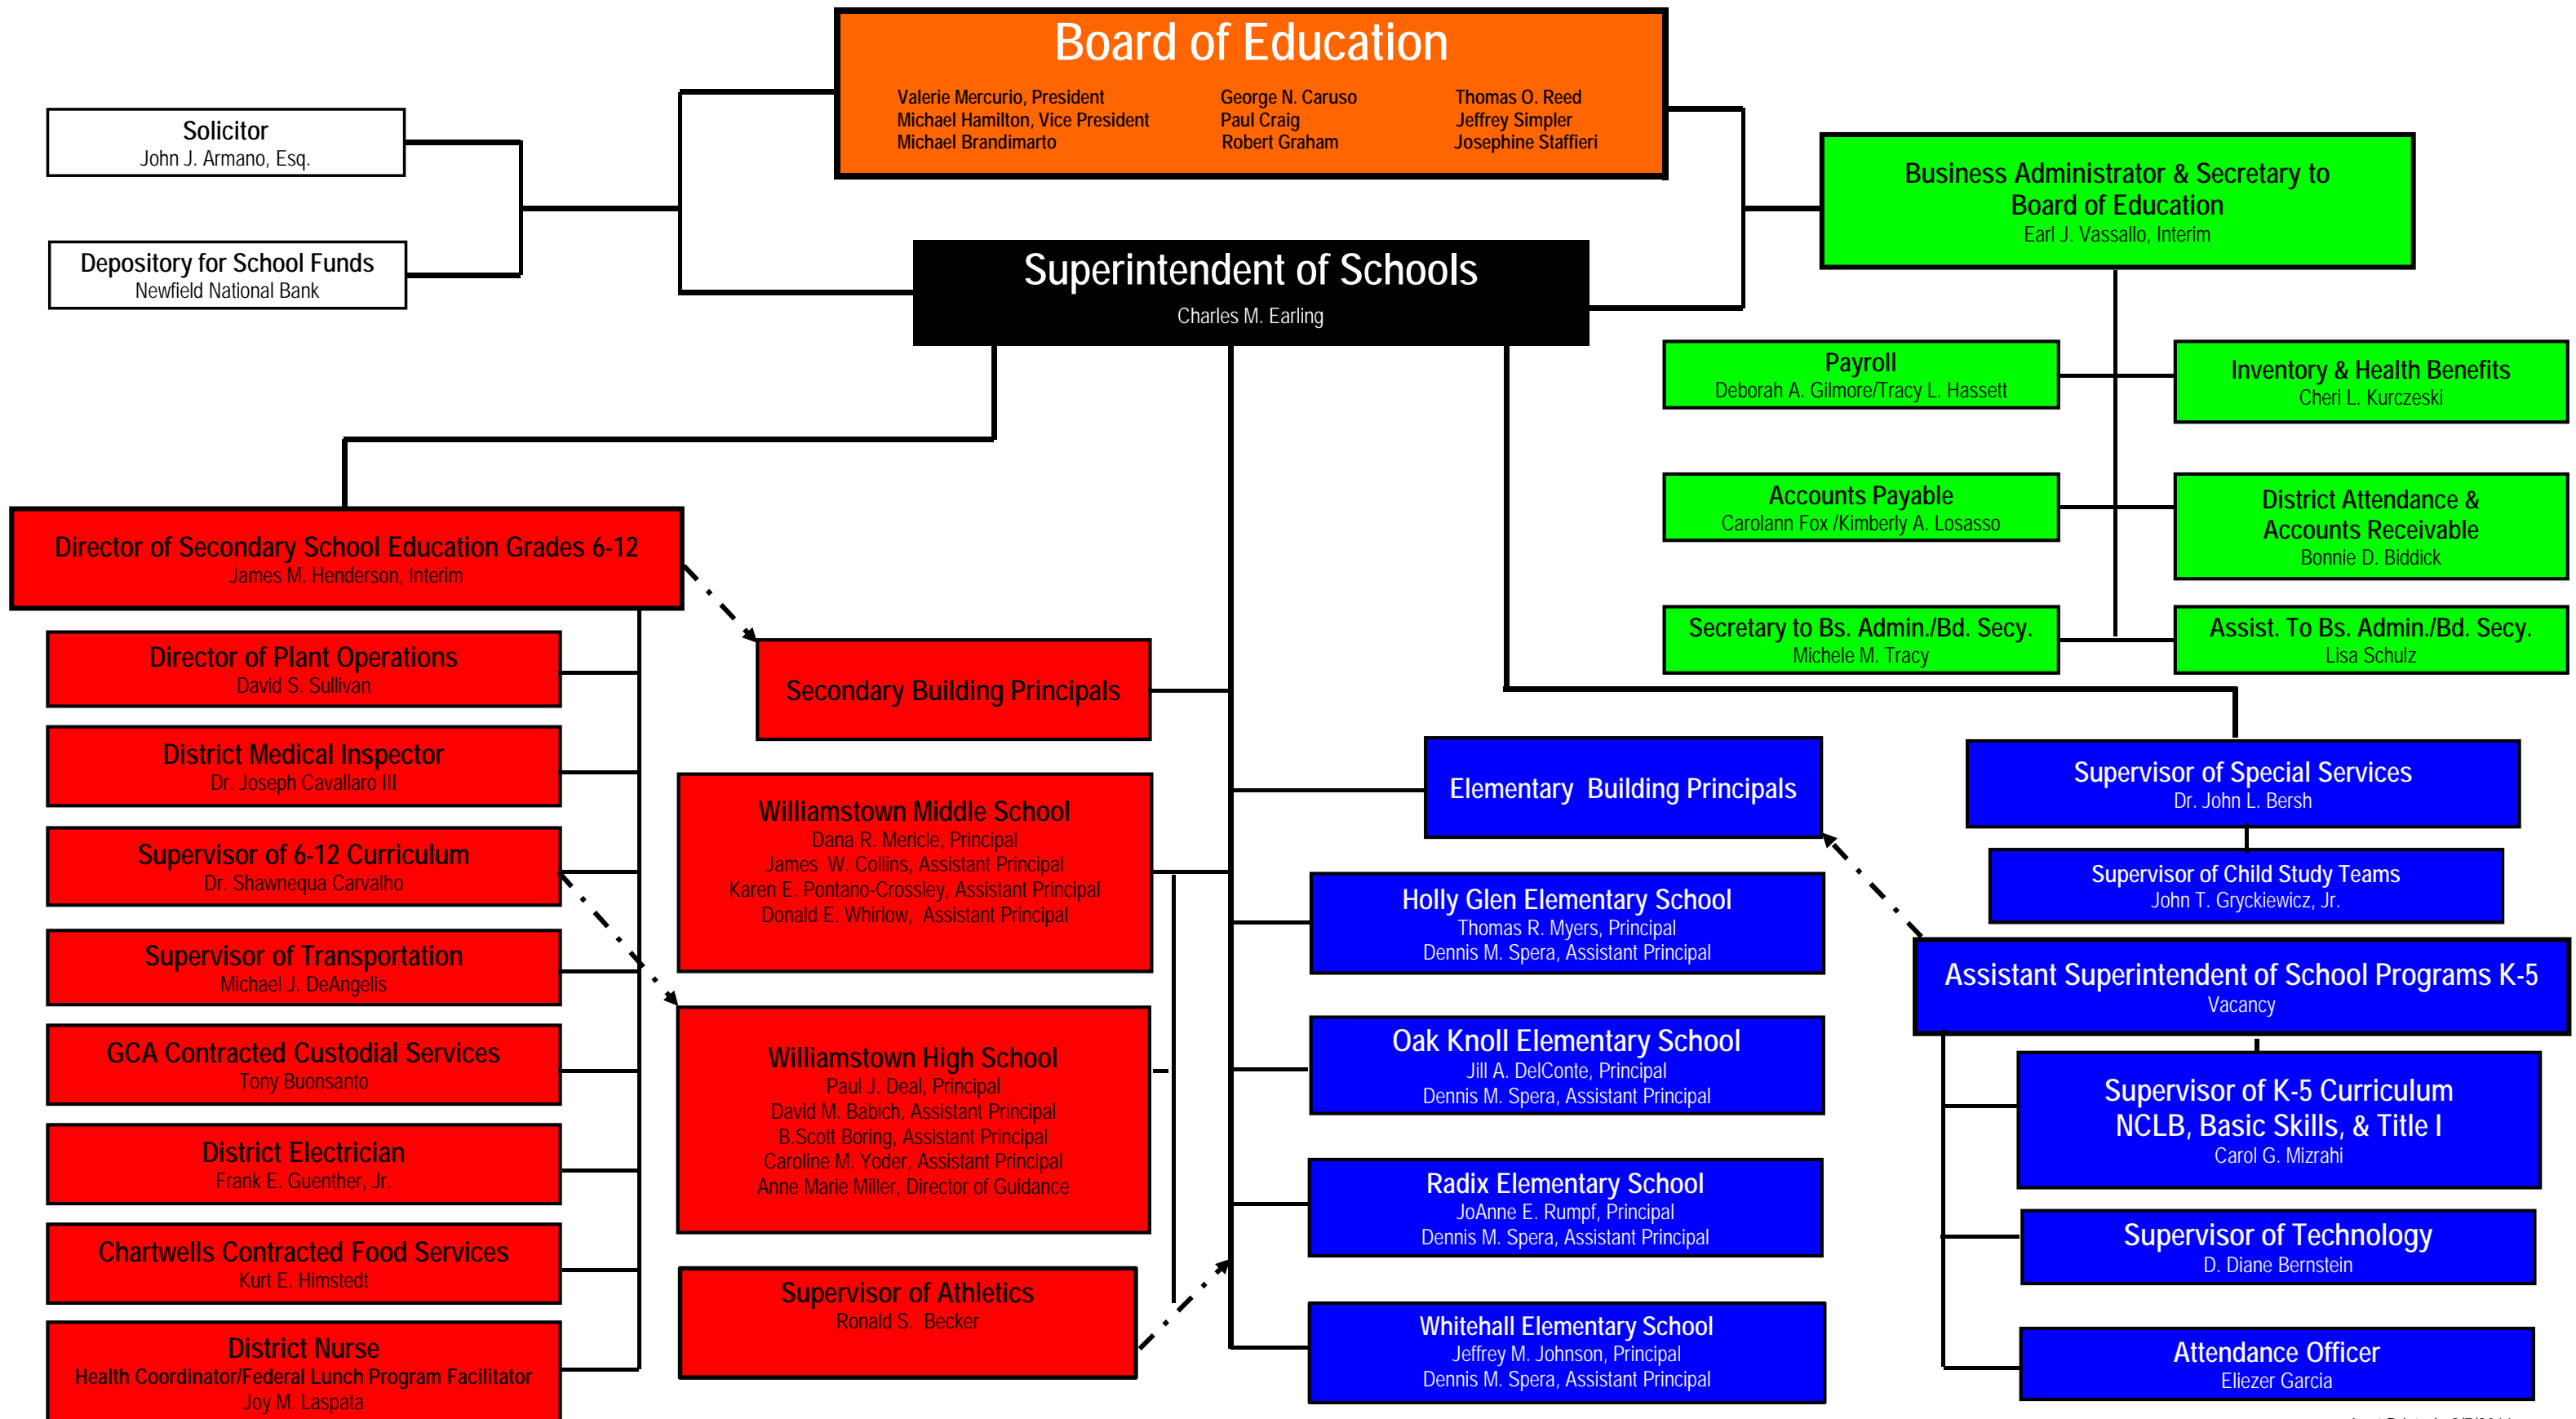 Board of Education
Valerie Mercurio, President
Michael Hamilton, Vice President
Michael Brandimarto
George N. Caruso
Paul Craig
Robert Graham
Thomas O. Reed
Jeffrey Simpler
Josephine Staffieri
Solicitor
John J. Armano, Esq.
Depository for School Funds
Newfield National Bank
Superintendent of Schools
Charles M. Earling
Business Administrator & Secretary to
Board of Education
Earl J. Vassallo, Interim
Payroll
Deborah A. Gilmore/Tracy L. Hassett
Inventory & Health Benefits
Cheri L. Kurczeski
Accounts Payable
Carolann Fox /Kimberly A. Losasso
District Attendance &
Accounts Receivable
Bonnie D. Biddick
Secretary to Bs. Admin./Bd. Secy.
Michele M. Tracy
Assist. To Bs. Admin./Bd. Secy.
Lisa Schulz
Director of Secondary School Education Grades 6-12
James M. Henderson, Interim
Director of Plant Operations
David S. Sullivan
District Medical Inspector
Dr. Joseph Cavallaro III
Supervisor of 6-12 Curriculum
Dr. Shawnequa Carvalho
Supervisor of Transportation
Michael J. DeAngelis
GCA Contracted Custodial Services
Tony Buonsanto
District Electrician
Frank E. Guenther, Jr.
Chartwells Contracted Food Services
Kurt E. Himstedt
District Nurse
Health Coordinator/Federal Lunch Program Facilitator
Joy M. Laspata
Secondary Building Principals
Williamstown Middle School
Dana R. Mericle, Principal
James W. Collins, Assistant Principal
Karen E. Pontano-Crossley, Assistant Principal
Donald E. Whirlow, Assistant Principal
Williamstown High School
Paul J. Deal, Principal
David M. Babich, Assistant Principal
B.Scott Boring, Assistant Principal
Caroline M. Yoder, Assistant Principal
Anne Marie Miller, Director of Guidance
Supervisor of Athletics
Ronald S. Becker
Elementary Building Principals
Holly Glen Elementary School
Thomas R. Myers, Principal
Dennis M. Spera, Assistant Principal
Oak Knoll Elementary School
Jill A. DelConte, Principal
Dennis M. Spera, Assistant Principal
Radix Elementary School
JoAnne E. Rumpf, Principal
Dennis M. Spera, Assistant Principal
Whitehall Elementary School
Jeffrey M. Johnson, Principal
Dennis M. Spera, Assistant Principal
Supervisor of Special Services
Dr. John L. Bersh
Supervisor of Child Study Teams
John T. Gryckiewicz, Jr.
Assistant Superintendent of School Programs K-5
Vacancy
Supervisor of K-5 Curriculum
NCLB, Basic Skills, & Title I
Carol G. Mizrahi
Supervisor of Technology
D. Diane Bernstein
Attendance Officer
Eliezer Garcia